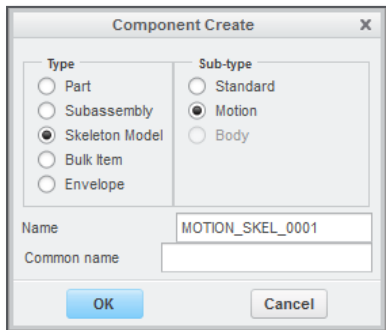 Component Create X
Type Sub-type
Part Standard
Subassembly Motion
Skeleton Model Body
Bulk Item
Envelope
Name MOTION_SKEL_0001
Common name
OK Cancel